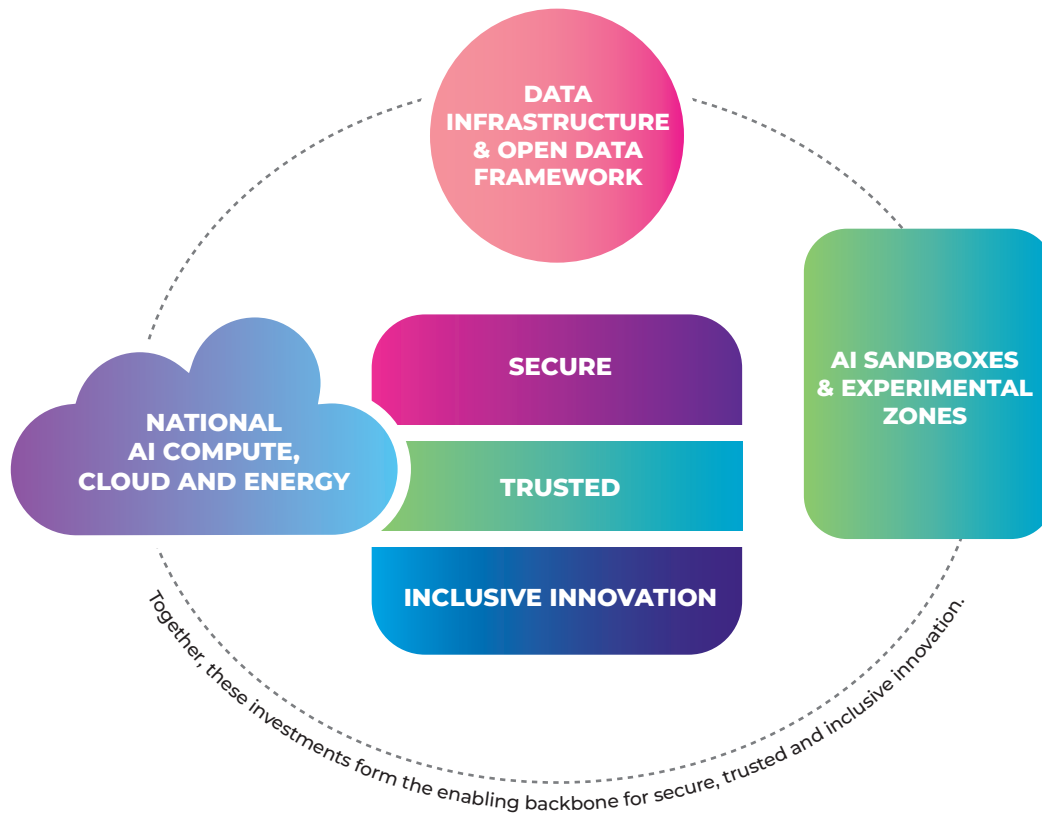 DATA
INFRASTRUCTURE
& OPEN DATA
FRAMEWORK
AI SANDBOXES
& EXPERIMENTAL
ZONES
NATIONAL
AI COMPUTE,
CLOUD AND ENERGY
SECURE
TRUSTED
INCLUSIVE INNOVATION
Together, these investments form the enabling backbone for secure, trusted and inclusive innovation.